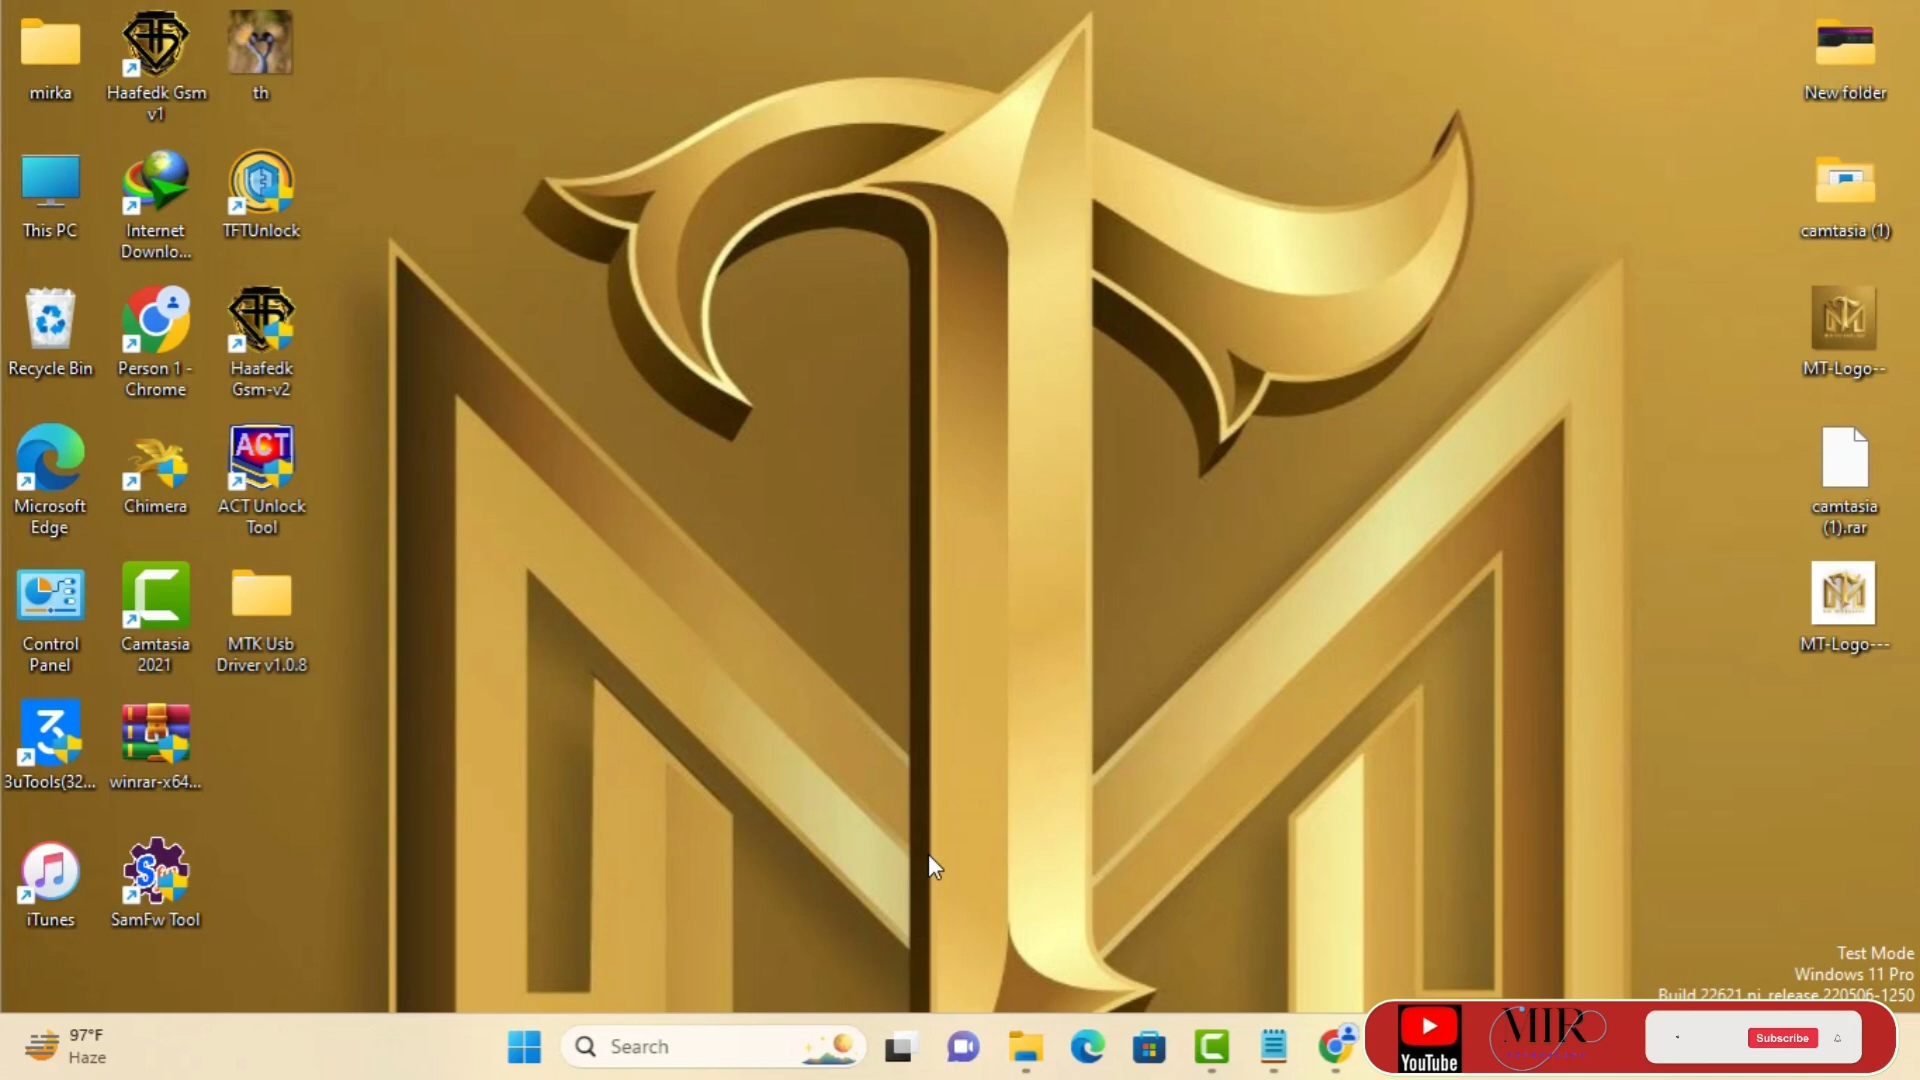 mirka
Haafedk Gsm
v1
th
This PC
Internet
Downlo...
TFTUnlock
Recycle Bin
Person 1 -
Chrome
Haafedk
Gsm-v2
Microsoft
Edge
Chimera
ACT
ACT Unlock
Tool
Control
Panel
Camtasia
2021
MTK Usb
Driver v1.0.8
3uTools(32...
winrar-x64...
iTunes
SamFw Tool
New folder
camtasia (1)
MT-Logo--
camtasia
(1).rar
MT-Logo---
Test Mode
Windows 11 Pro
Build 22621.ni_release.220506-1250
97°F
Haze
Search
YouTube
MIR
Subscribe